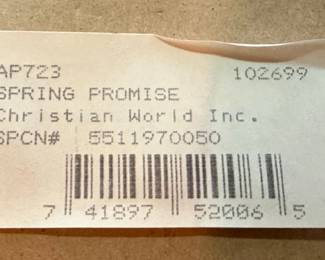 AP723 102699
SPRING PROMISE
Christian World Inc.
SPCN# 5511970050
7 41897 52006 5